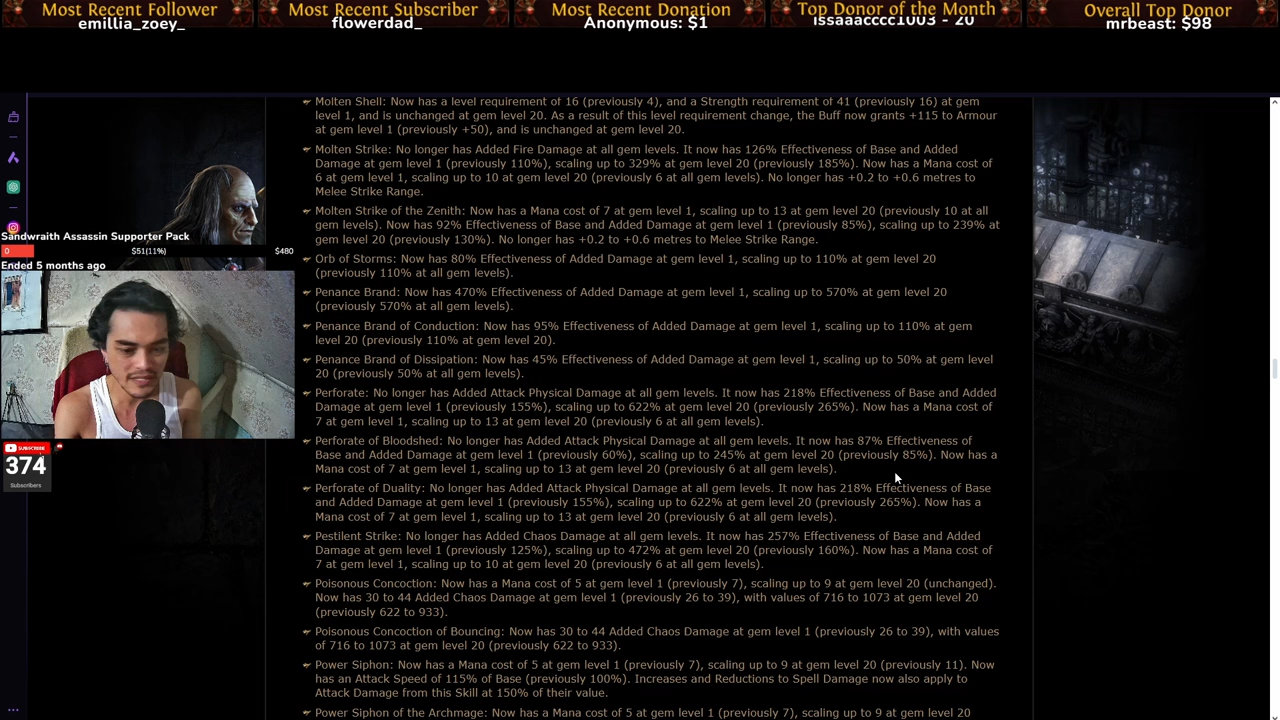 Most Recent Follower
emillia_zoey_
Most Recent Subscriber
flowerdad_
Most Recent Donation
Anonymous: $1
Top Donor of the Month
issaaacccc1003 - 20
Overall Top Donor
mrbeast: $98
Molten Shell: Now has a level requirement of 16 (previously 4), and a Strength requirement of 41 (previously 16) at gem
level 1, and is unchanged at gem level 20. As a result of this level requirement change, the Buff now grants +115 to Armour
at gem level 1 (previously +50), and is unchanged at gem level 20.
Molten Strike: No longer has Added Fire Damage at all gem levels. It now has 126% Effectiveness of Base and Added
Damage at gem level 1 (previously 110%), scaling up to 329% at gem level 20 (previously 185%). Now has a Mana cost of
6 at gem level 1, scaling up to 10 at gem level 20 (previously 6 at all gem levels). No longer has +0.2 to +0.6 metres to
Melee Strike Range.
Molten Strike of the Zenith: Now has a Mana cost of 7 at gem level 1, scaling up to 13 at gem level 20 (previously 10 at all
gem levels). Now has 92% Effectiveness of Base and Added Damage at gem level 1 (previously 85%), scaling up to 239% at
gem level 20 (previously 130%). No longer has +0.2 to +0.6 metres to Melee Strike Range.
Orb of Storms: Now has 80% Effectiveness of Added Damage at gem level 1, scaling up to 110% at gem level 20
(previously 110% at all gem levels).
Penance Brand: Now has 470% Effectiveness of Added Damage at gem level 1, scaling up to 570% at gem level 20
(previously 570% at all gem levels).
Penance Brand of Conduction: Now has 95% Effectiveness of Added Damage at gem level 1, scaling up to 110% at gem
level 20 (previously 110% at gem level 20).
Penance Brand of Dissipation: Now has 45% Effectiveness of Added Damage at gem level 1, scaling up to 50% at gem level
20 (previously 50% at all gem levels).
Perforate: No longer has Added Attack Physical Damage at all gem levels. It now has 218% Effectiveness of Base and Added
Damage at gem level 1 (previously 155%), scaling up to 622% at gem level 20 (previously 265%). Now has a Mana cost of
7 at gem level 1, scaling up to 13 at gem level 20 (previously 6 at all gem levels).
Perforate of Bloodshed: No longer has Added Attack Physical Damage at all gem levels. It now has 87% Effectiveness of
Base and Added Damage at gem level 1 (previously 60%), scaling up to 245% at gem level 20 (previously 85%). Now has a
Mana cost of 7 at gem level 1, scaling up to 13 at gem level 20 (previously 6 at all gem levels).
Perforate of Duality: No longer has Added Attack Physical Damage at all gem levels. It now has 218% Effectiveness of Base
and Added Damage at gem level 1 (previously 155%), scaling up to 622% at gem level 20 (previously 265%). Now has a
Mana cost of 7 at gem level 1, scaling up to 13 at gem level 20 (previously 6 at all gem levels).
Pestilent Strike: No longer has Added Chaos Damage at all gem levels. It now has 257% Effectiveness of Base and Added
Damage at gem level 1 (previously 125%), scaling up to 472% at gem level 20 (previously 160%). Now has a Mana cost of
7 at gem level 1, scaling up to 10 at gem level 20 (previously 6 at all gem levels).
Poisonous Concoction: Now has a Mana cost of 5 at gem level 1 (previously 7), scaling up to 9 at gem level 20 (unchanged).
Now has 30 to 44 Added Chaos Damage at gem level 1 (previously 26 to 39), with values of 716 to 1073 at gem level 20
(previously 622 to 933).
Poisonous Concoction of Bouncing: Now has 30 to 44 Added Chaos Damage at gem level 1 (previously 26 to 39), with values
of 716 to 1073 at gem level 20 (previously 622 to 933).
Power Siphon: Now has a Mana cost of 5 at gem level 1 (previously 7), scaling up to 9 at gem level 20 (previously 11). Now
has an Attack Speed of 115% of Base (previously 100%). Increases and Reductions to Spell Damage now also apply to
Attack Damage from this Skill at 150% of their value.
Power Siphon of the Archmage: Now has a Mana cost of 5 at gem level 1 (previously 7), scaling up to 9 at gem level 20
Sandwraith Assassin Supporter Pack
0
$51(11%)
$480
Ended 5 months ago
SUBSCRIBE
374
Subscribers